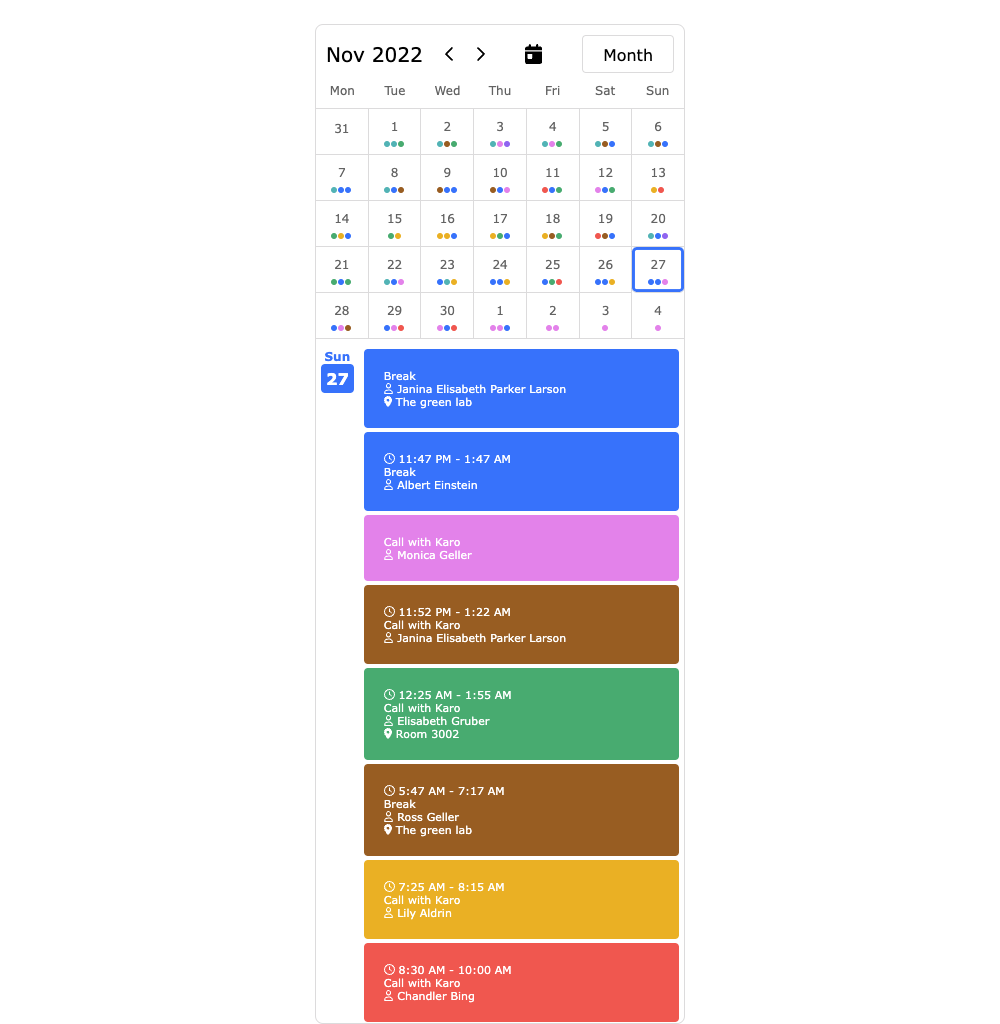 Nov 2022 Month
Mon Tue Wed Thu Fri Sat Sun
31 1 2 3 4 5 6
7 8 9 10 11 12 13
14 15 16 17 18 19 20
21 22 23 24 25 26 27
28 29 30 1 2 3 4
Sun
27
Break
Janina Elisabeth Parker Larson
The green lab
11:47 PM - 1:47 AM
Break
Albert Einstein
Call with Karo
Monica Geller
11:52 PM - 1:22 AM
Call with Karo
Janina Elisabeth Parker Larson
12:25 AM - 1:55 AM
Call with Karo
Elisabeth Gruber
Room 3002
5:47 AM - 7:17 AM
Break
Ross Geller
The green lab
7:25 AM - 8:15 AM
Call with Karo
Lily Aldrin
8:30 AM - 10:00 AM
Call with Karo
Chandler Bing